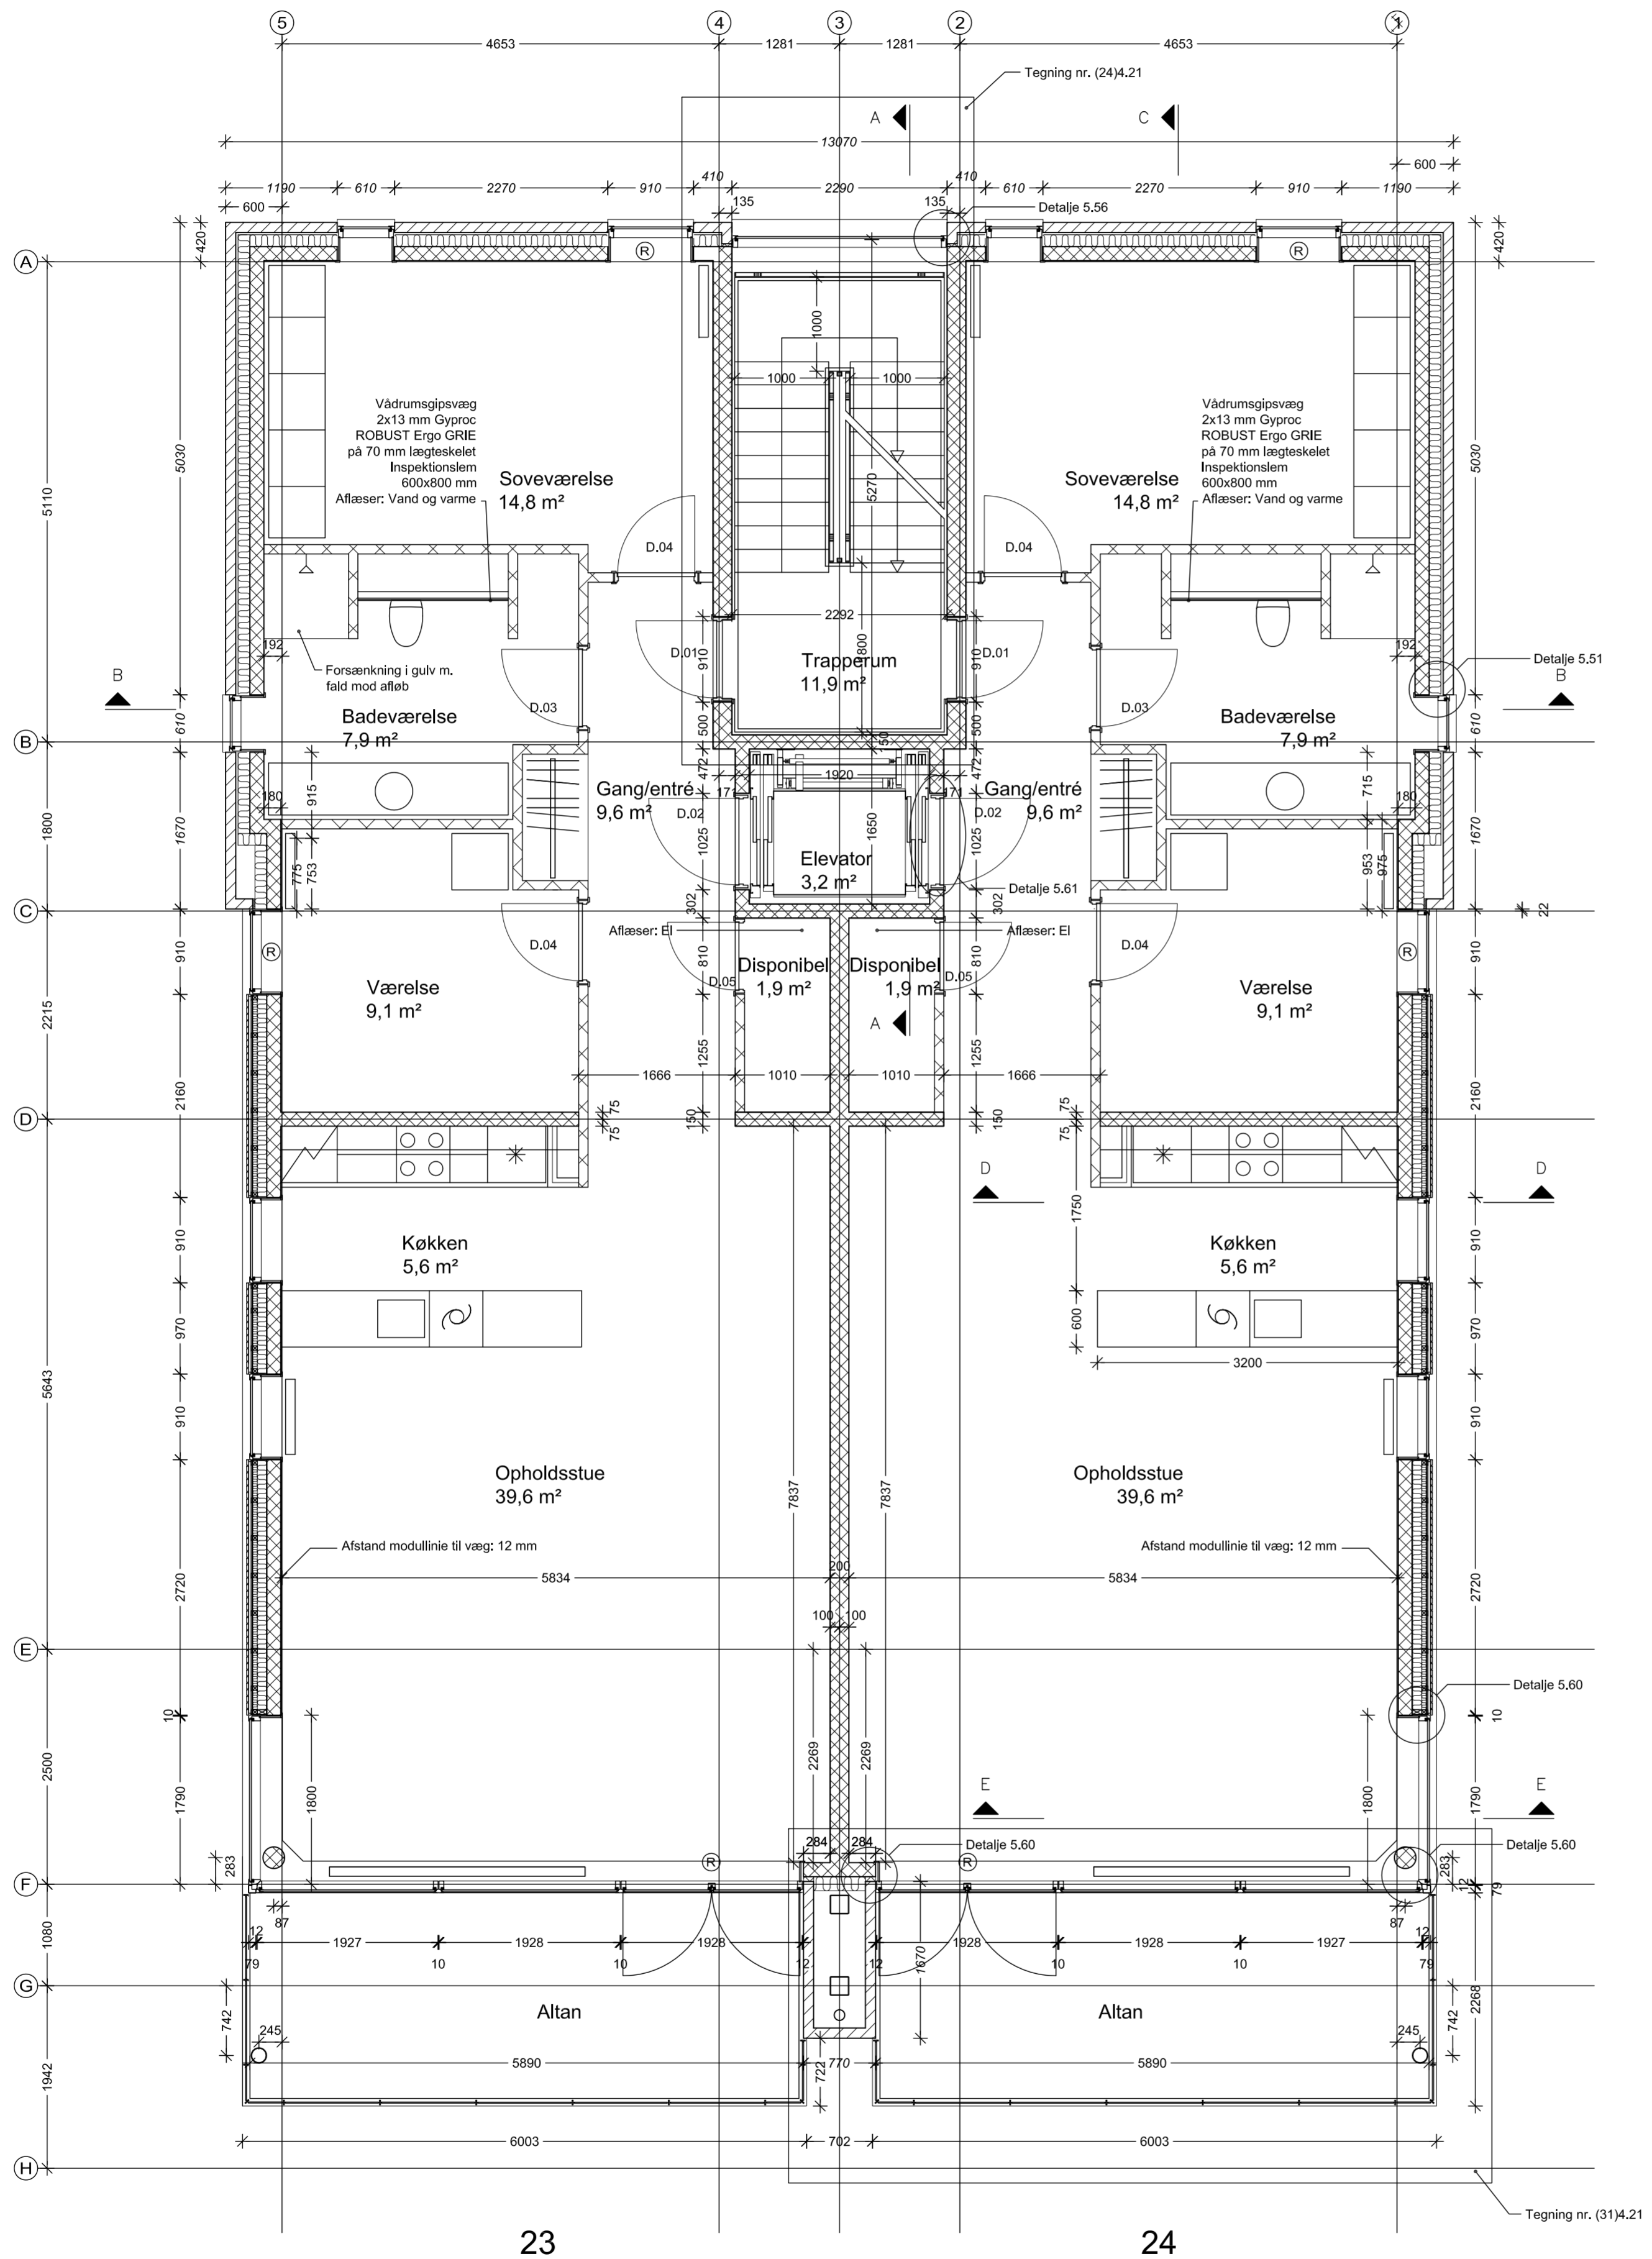 5
4
3
2
1
4653
1281
1281
4653
Tegning nr. (24)4.21
A
C
13070
600
1190
610
2270
910
410
2290
410
610
2270
910
1190
600
135
135
Detalje 5.56
420
420
A
R
R
1000
1000
1000
Vådrumsgipsvæg
2x13 mm Gyproc
ROBUST Ergo GRIE
på 70 mm lægteskelet
Inspektionslem
600x800 mm
Aflæser: Vand og varme
Vådrumsgipsvæg
2x13 mm Gyproc
ROBUST Ergo GRIE
på 70 mm lægteskelet
Inspektionslem
600x800 mm
Aflæser: Vand og varme
5030
5030
5110
Soveværelse
14,8 m²
5270
Soveværelse
14,8 m²
D.04
D.04
2292
192
192
D.01
910
1800
910
D.01
Trapperum
11,9 m²
Forsænkning i gulv m.
fald mod afløb
Detalje 5.51
B
B
D.03
D.03
Badeværelse
7,9 m²
Badeværelse
7,9 m²
610
500
500
610
B
50
472
472
1920
Gang/entré
9,6 m²
Gang/entré
9,6 m²
171
171
180
180
915
715
D.02
D.02
1800
1670
1025
1650
1025
1670
775
753
953
975
Elevator
3,2 m²
Detalje 5.61
302
302
C
22
Aflæser: El
Aflæser: El
R
R
D.04
D.04
910
810
810
910
Disponibel
1,9 m²
Disponibel
1,9 m²
D.05
D.05
Værelse
9,1 m²
Værelse
9,1 m²
2215
A
1255
1255
1666
1010
1010
1666
2160
2160
D
75
75
150
150
75
75
D
D
1750
910
910
Køkken
5,6 m²
Køkken
5,6 m²
970
600
970
3200
5643
910
910
Opholdsstue
39,6 m²
Opholdsstue
39,6 m²
7837
7837
Afstand modullinie til væg: 12 mm
Afstand modullinie til væg: 12 mm
5834
200
5834
2720
2720
100
100
E
Detalje 5.60
10
10
2500
2269
2269
1790
1800
1800
1790
E
E
284
284
Detalje 5.60
Detalje 5.60
R
R
283
283
F
12
79
87
87
12
12
1080
1927
1928
1928
1928
1928
1927
79
10
10
12
12
10
10
79
1670
G
742
Altan
Altan
2268
742
245
245
1942
5890
770
5890
722
6003
702
6003
H
Tegning nr. (31)4.21
23
24